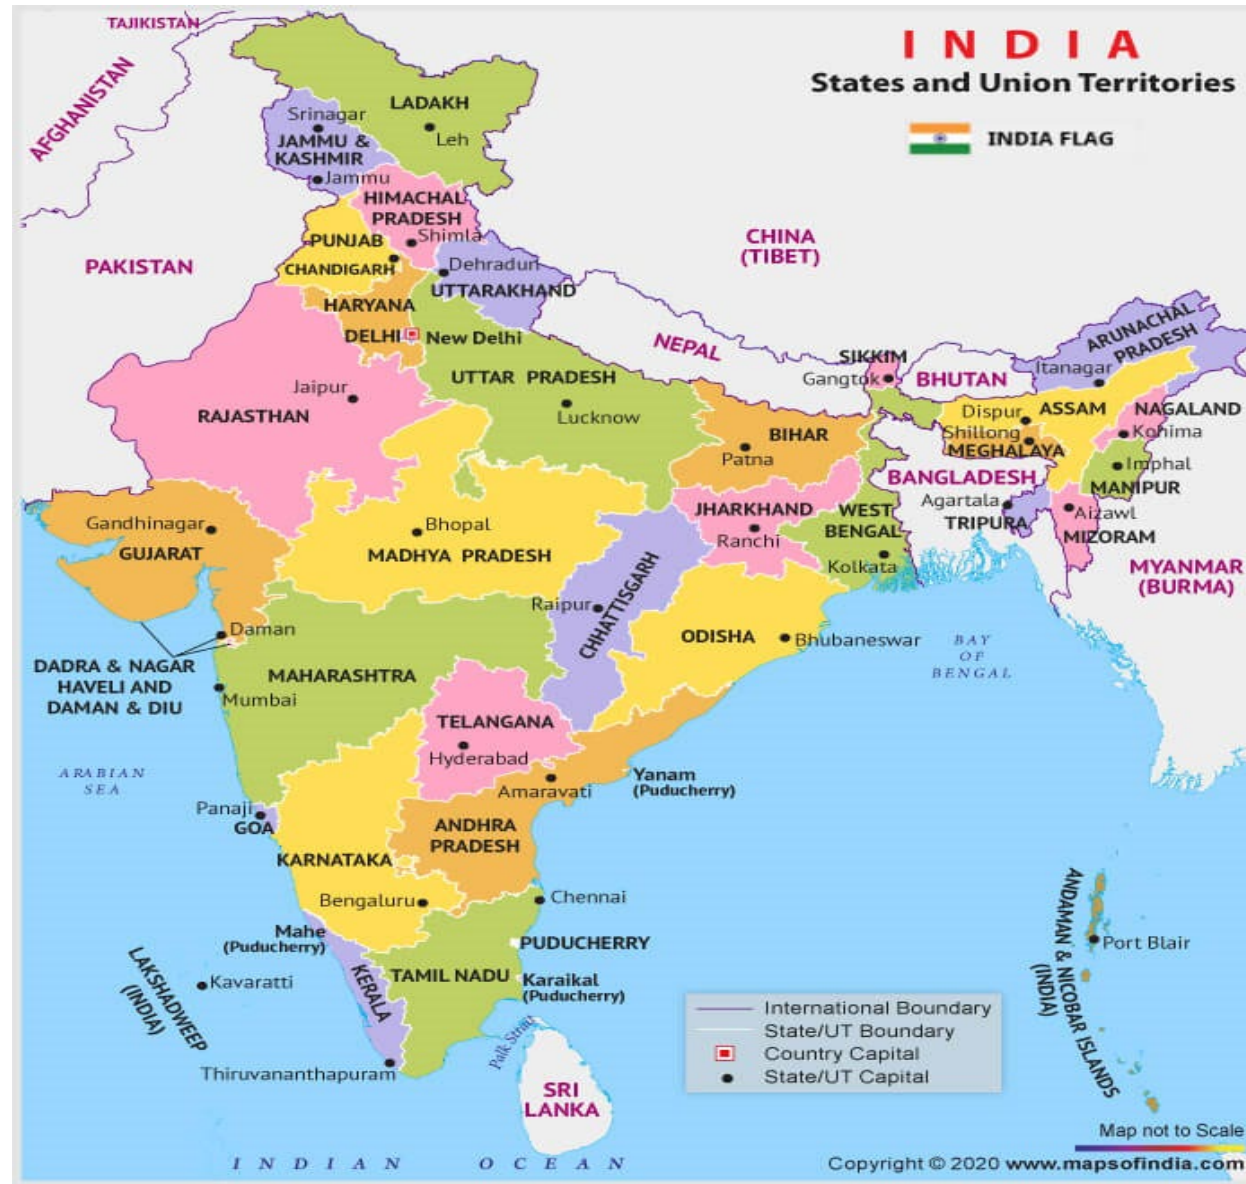 TAJIKISTAN
AFGHANISTAN
INDIA
States and Union Territories
INDIA FLAG
LADAKH
Leh
Srinagar
JAMMU &
KASHMIR
Jammu
HIMACHAL
PRADESH
Shimla
PUNJAB
CHANDIGARH
Dehradun
UTTARAKHAND
PAKISTAN
CHINA
(TIBET)
HARYANA
DELHI
New Delhi
NEPAL
SIKKIM
Gangtok
BHUTAN
ARUNACHAL
PRADESH
Itanagar
UTTAR PRADESH
Lucknow
Jaipur
RAJASTHAN
BIHAR
Patna
Dispur
ASSAM
NAGALAND
Shillong
Kohima
MEGHALAYA
BANGLADESH
Imphal
MANIPUR
Agartala
TRIPURA
Aizawl
MIZORAM
MYANMAR
(BURMA)
Gandhinagar
GUJARAT
Bhopal
MADHYA PRADESH
JHARKHAND
Ranchi
WEST
BENGAL
Kolkata
Raipur
CHHATTISGARH
ODISHA
Bhubaneswar
BAY
OF
BENGAL
Daman
DADRA & NAGAR
HAVELI AND
DAMAN & DIU
MAHARASHTRA
Mumbai
TELANGANA
Hyderabad
ARABIAN
SEA
Amaravati
Yanam
(Puducherry)
Panaji
GOA
ANDHRA
PRADESH
KARNATAKA
Bengaluru
Chennai
Mahe
(Puducherry)
PUDUCHERRY
KERALA
TAMIL NADU
Karaikal
(Puducherry)
LAKSHADWEEP
(INDIA)
Kavaratti
Thiruvananthapuram
Palk Strait
SRI
LANKA
ANDAMAN & NICOBAR ISLANDS
(INDIA)
Port Blair
International Boundary
State/UT Boundary
Country Capital
State/UT Capital
INDIAN OCEAN
Map not to Scale
Copyright © 2020 www.mapsofindia.com